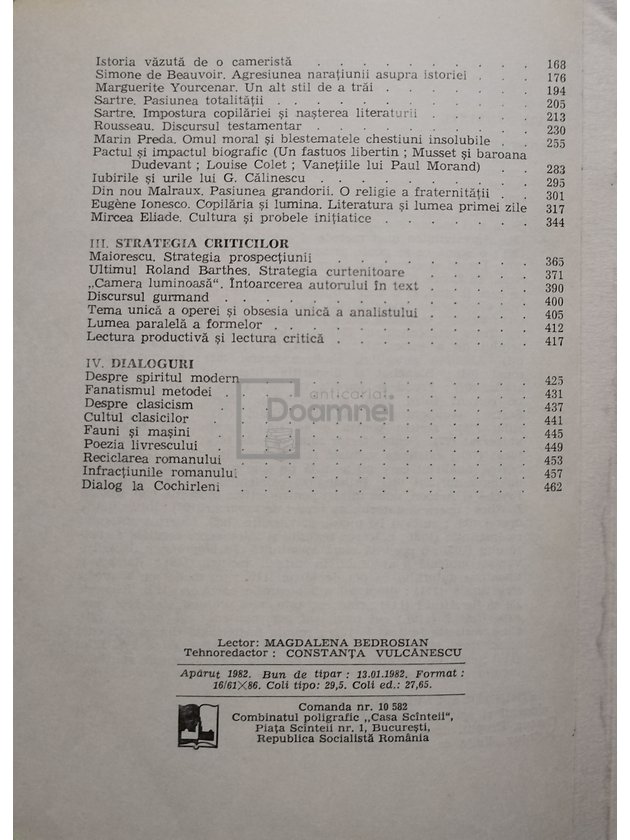 Istoria văzută de o cameristă . . . . . . . . . 163
Simone de Beauvoir. Agresiunea narațiunii asupra istoriei . . . 176
Marguerite Yourcenar. Un alt stil de a trăi . . . . . . 194
Sartre. Pasiunea totalității . . . . . . . . . . 205
Sartre. Impostura copilăriei și nașterea literaturii . . . . . 213
Rousseau. Discursul testamentar . . . . . . . . . 230
Marin Preda. Omul moral și blestematele chestiuni insolubile . . 255
Pactul și impactul biografic (Un fastuos libertin ; Musset și baroana
Dudevant ; Louise Colet ; Vanețiile lui Paul Morand) . . . 283
Iubirile și urile lui G. Călinescu . . . . . . . . 295
Din nou Malraux. Pasiunea grandorii. O religie a fraternității . . 301
Eugène Ionesco. Copilăria și lumina. Literatura și lumea primei zile 317
Mircea Eliade. Cultura și probele inițiatice . . . . . . 344
III. STRATEGIA CRITICILOR
Maiorescu. Strategia prospecțiunii . . . . . . . . 365
Ultimul Roland Barthes. Strategia curtenitoare . . . . . 371
„Camera luminoasă“. Întoarcerea autorului în text . . . . . 390
Discursul gurmand . . . . . . . . . . . . 400
Tema unică a operei și obsesia unică a analistului . . . . . 405
Lumea paralelă a formelor . . . . . . . . . . 412
Lectura productivă și lectura critică . . . . . . . . 417
IV. DIALOGURI
Despre spiritul modern . . . . . . . . . . . 425
Fanatismul metodei . . . . . . . . . . . . 431
Despre clasicism . . . . . . . . . . . . 437
Cultul clasicilor . . . . . . . . . . . . 441
Fauni și mașini . . . . . . . . . . . . 445
Poezia livrescului . . . . . . . . . . . . 449
Reciclarea romanului . . . . . . . . . . . 453
Infracțiunile romanului . . . . . . . . . . . 457
Dialog la Cochirleni . . . . . . . . . . . 462
anticariat
Doamnei
Lector: MAGDALENA BEDROSIAN
Tehnoredactor : CONSTANȚA VULCĂNESCU
Apărut 1982. Bun de tipar : 13.01.1982. Format :
16/61×86. Coli tipo: 29,5. Coli ed.: 27,65.
Comanda nr. 10 582
Combinatul poligrafic „Casa Scînteii“,
Piața Scînteii nr. 1, București,
Republica Socialistă România